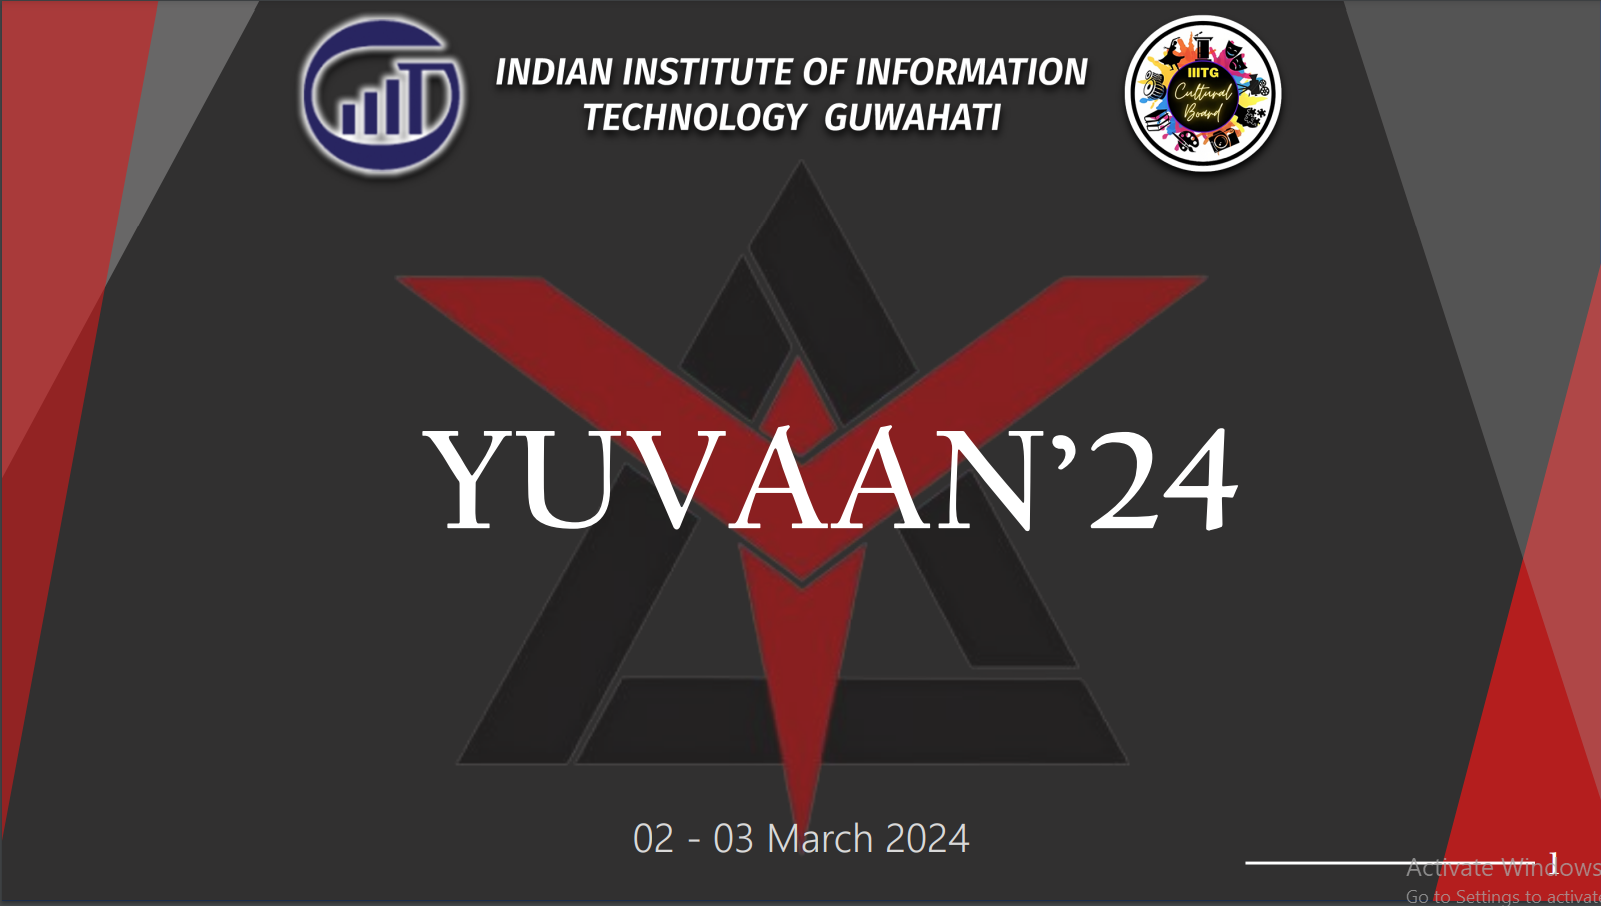 INDIAN INSTITUTE OF INFORMATION
TECHNOLOGY GUWAHATI
IIITG
Cultural
Board
YUVAAN’24
02 - 03 March 2024
1
Activate Windows
Go to Settings to activate